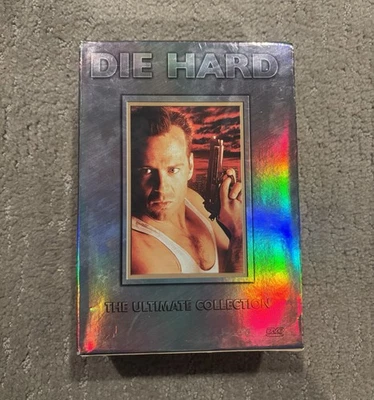 DIE HARD
THE ULTIMATE COLLECTION